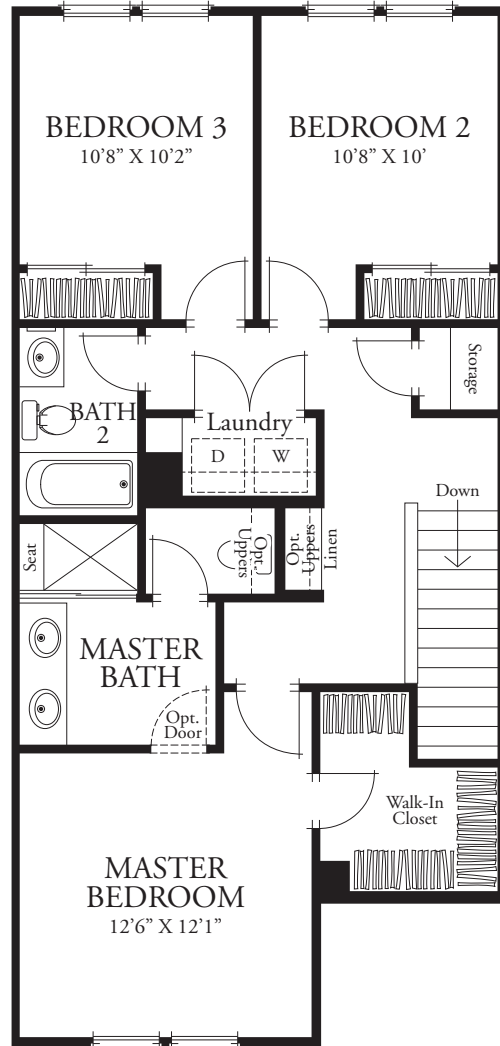 BEDROOM 3
10’8” X 10’2”
BEDROOM 2
10’8” X 10’
Storage
BATH
2
Laundry
D
W
Down
Seat
Opt.
Uppers
Opt.
Uppers
Linen
MASTER
BATH
Opt.
Door
Walk-In
Closet
MASTER
BEDROOM
12’6” X 12’1”